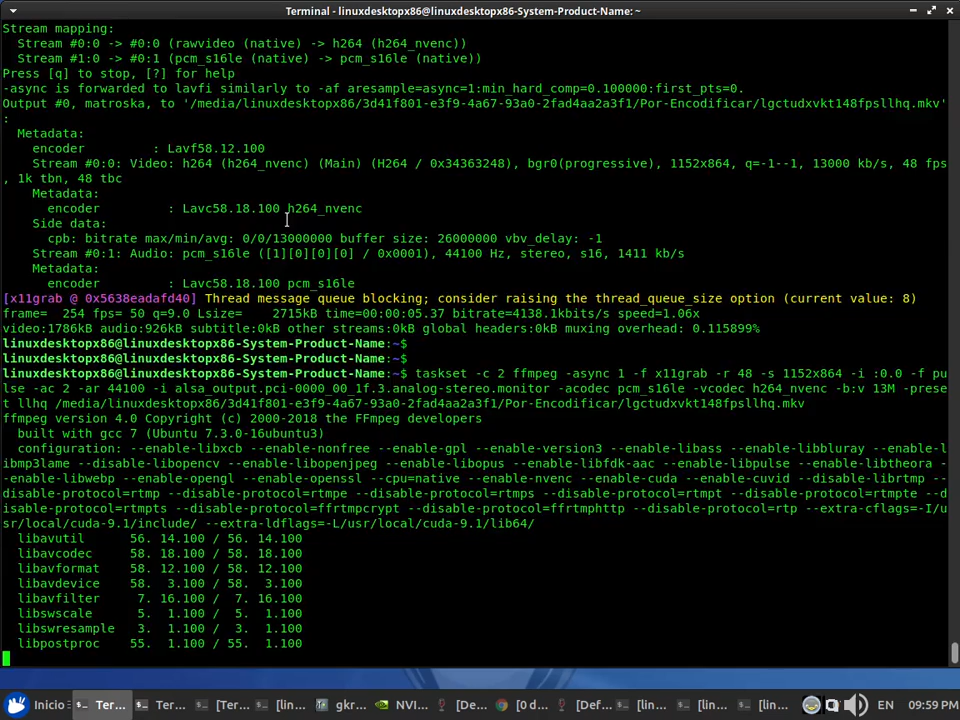 Terminal - linuxdesktopx86@linuxdesktopx86-System-Product-Name: ~
Stream mapping:
  Stream #0:0 -> #0:0 (rawvideo (native) -> h264 (h264_nvenc))
  Stream #1:0 -> #0:1 (pcm_s16le (native) -> pcm_s16le (native))
Press [q] to stop, [?] for help
-async is forwarded to lavfi similarly to -af aresample=async=1:min_hard_comp=0.100000:first_pts=0.
Output #0, matroska, to '/media/linuxdesktopx86/3d41f801-e3f9-4a67-93a0-2fad4aa2a3f1/Por-Encodificar/lgctudxvkt148fpsllhq.mkv'
:
  Metadata:
    encoder         : Lavf58.12.100
    Stream #0:0: Video: h264 (h264_nvenc) (Main) (H264 / 0x34363248), bgr0(progressive), 1152x864, q=-1--1, 13000 kb/s, 48 fps
, 1k tbn, 48 tbc
    Metadata:
      encoder         : Lavc58.18.100 h264_nvenc
    Side data:
      cpb: bitrate max/min/avg: 0/0/13000000 buffer size: 26000000 vbv_delay: -1
    Stream #0:1: Audio: pcm_s16le ([1][0][0][0] / 0x0001), 44100 Hz, stereo, s16, 1411 kb/s
    Metadata:
      encoder         : Lavc58.18.100 pcm_s16le
[x11grab @ 0x5638eadafd40] Thread message queue blocking; consider raising the thread_queue_size option (current value: 8)
frame=  254 fps= 50 q=9.0 Lsize=    2715kB time=00:00:05.37 bitrate=4138.1kbits/s speed=1.06x
video:1786kB audio:926kB subtitle:0kB other streams:0kB global headers:0kB muxing overhead: 0.115899%
linuxdesktopx86@linuxdesktopx86-System-Product-Name:~$
linuxdesktopx86@linuxdesktopx86-System-Product-Name:~$
linuxdesktopx86@linuxdesktopx86-System-Product-Name:~$ taskset -c 2 ffmpeg -async 1 -f x11grab -r 48 -s 1152x864 -i :0.0 -f pu
lse -ac 2 -ar 44100 -i alsa_output.pci-0000_00_1f.3.analog-stereo.monitor -acodec pcm_s16le -vcodec h264_nvenc -b:v 13M -prese
t llhq /media/linuxdesktopx86/3d41f801-e3f9-4a67-93a0-2fad4aa2a3f1/Por-Encodificar/lgctudxvkt148fpsllhq.mkv
ffmpeg version 4.0 Copyright (c) 2000-2018 the FFmpeg developers
  built with gcc 7 (Ubuntu 7.3.0-16ubuntu3)
  configuration: --enable-libxcb --enable-nonfree --enable-gpl --enable-version3 --enable-libass --enable-libbluray --enable-l
ibmp3lame --disable-libopencv --enable-libopenjpeg --enable-libopus --enable-libfdk-aac --enable-libpulse --enable-libtheora -
-enable-libwebp --enable-opengl --enable-openssl --cpu=native --enable-nvenc --enable-cuda --enable-cuvid --disable-librtmp --
disable-protocol=rtmp --disable-protocol=rtmpe --disable-protocol=rtmps --disable-protocol=rtmpt --disable-protocol=rtmpte --d
isable-protocol=rtmpts --disable-protocol=ffrtmpcrypt --disable-protocol=ffrtmphttp --disable-protocol=rtp --extra-cflags=-I/u
sr/local/cuda-9.1/include/ --extra-ldflags=-L/usr/local/cuda-9.1/lib64/
  libavutil      56. 14.100 / 56. 14.100
  libavcodec     58. 18.100 / 58. 18.100
  libavformat    58. 12.100 / 58. 12.100
  libavdevice    58.  3.100 / 58.  3.100
  libavfilter     7. 16.100 /  7. 16.100
  libswscale      5.  1.100 /  5.  1.100
  libswresample   3.  1.100 /  3.  1.100
  libpostproc    55.  1.100 / 55.  1.100
Inicio Ter... Ter... [Ter... [lin... gkr... NVI... [De... [0 d... [Def... [lin... [lin... [lin... EN 09:59 PM